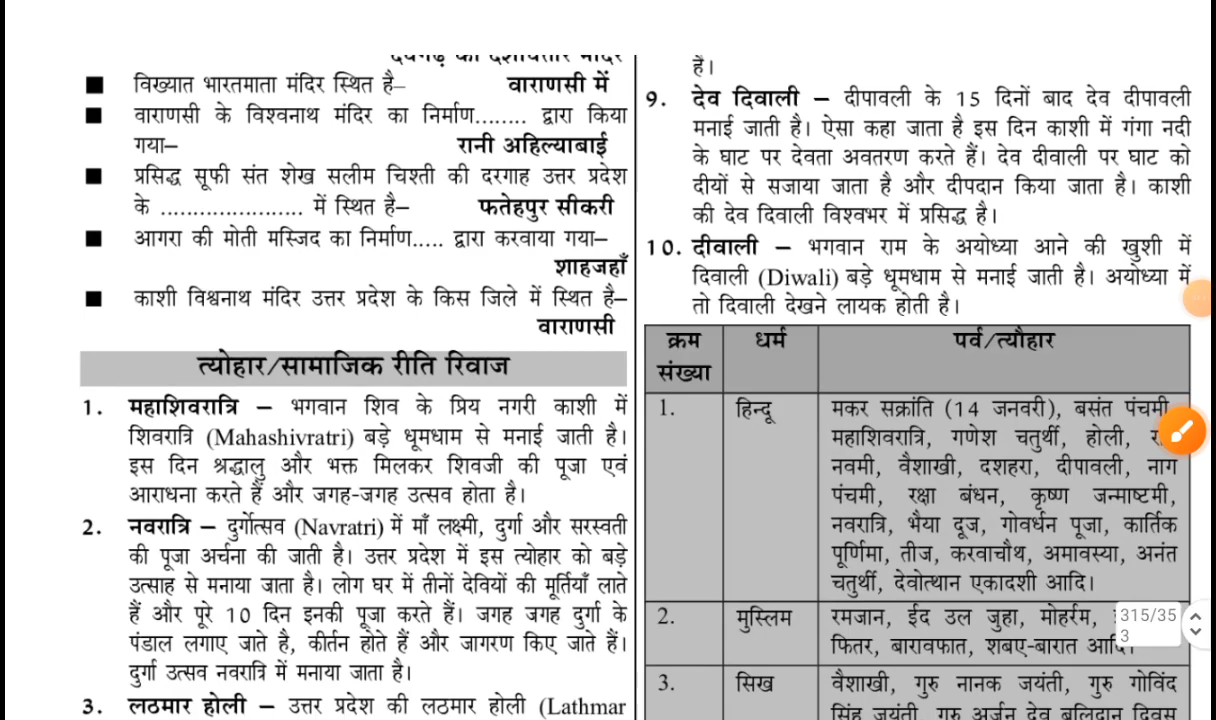 विख्यात भारतमाता मंदिर स्थित है– वाराणसी में
वाराणसी के विश्वनाथ मंदिर का निर्माण........ द्वारा किया
गया– रानी अहिल्याबाई
प्रसिद्ध सूफी संत शेख सलीम चिश्ती की दरगाह उत्तर प्रदेश
के ...................... में स्थित है– फतेहपुर सीकरी
आगरा की मोती मस्जिद का निर्माण..... द्वारा करवाया गया–
शाहजहाँ
काशी विश्वनाथ मंदिर उत्तर प्रदेश के किस जिले में स्थित है–
वाराणसी
त्योहार/सामाजिक रीति रिवाज
1. महाशिवरात्रि – भगवान शिव के प्रिय नगरी काशी में
शिवरात्रि (Mahashivratri) बड़े धूमधाम से मनाई जाती है।
इस दिन श्रद्धालु और भक्त मिलकर शिवजी की पूजा एवं
आराधना करते हैं और जगह-जगह उत्सव होता है।
2. नवरात्रि – दुर्गोत्सव (Navratri) में माँ लक्ष्मी, दुर्गा और सरस्वती
की पूजा अर्चना की जाती है। उत्तर प्रदेश में इस त्योहार को बड़े
उत्साह से मनाया जाता है। लोग घर में तीनों देवियों की मूर्तियाँ लाते
हैं और पूरे 10 दिन इनकी पूजा करते हैं। जगह जगह दुर्गा के
पंडाल लगाए जाते है, कीर्तन होते हैं और जागरण किए जाते हैं।
दुर्गा उत्सव नवरात्रि में मनाया जाता है।
3. लठमार होली – उत्तर प्रदेश की लठमार होली (Lathmar
है।
9. देव दिवाली – दीपावली के 15 दिनों बाद देव दीपावली
मनाई जाती है। ऐसा कहा जाता है इस दिन काशी में गंगा नदी
के घाट पर देवता अवतरण करते हैं। देव दीवाली पर घाट को
दीयों से सजाया जाता है और दीपदान किया जाता है। काशी
की देव दिवाली विश्वभर में प्रसिद्ध है।
10. दीवाली – भगवान राम के अयोध्या आने की खुशी में
दिवाली (Diwali) बड़े धूमधाम से मनाई जाती है। अयोध्या में
तो दिवाली देखने लायक होती है।
क्रम संख्या धर्म पर्व/त्यौहार
1. हिन्दू मकर सक्रांति (14 जनवरी), बसंत पंचमी
महाशिवरात्रि, गणेश चतुर्थी, होली,
नवमी, वैशाखी, दशहरा, दीपावली, नाग
पंचमी, रक्षा बंधन, कृष्ण जन्माष्टमी,
नवरात्रि, भैया दूज, गोवर्धन पूजा, कार्तिक
पूर्णिमा, तीज, करवाचौथ, अमावस्या, अनंत
चतुर्थी, देवोत्थान एकादशी आदि।
2. मुस्लिम रमजान, ईद उल जुहा, मोहर्रम,
फितर, बारावफात, शबए-बारात आदि।
3. सिख वैशाखी, गुरु नानक जयंती, गुरु गोविंद
सिंह जयंती, गुरु अर्जुन देव बलिदान दिवस
315/35
3